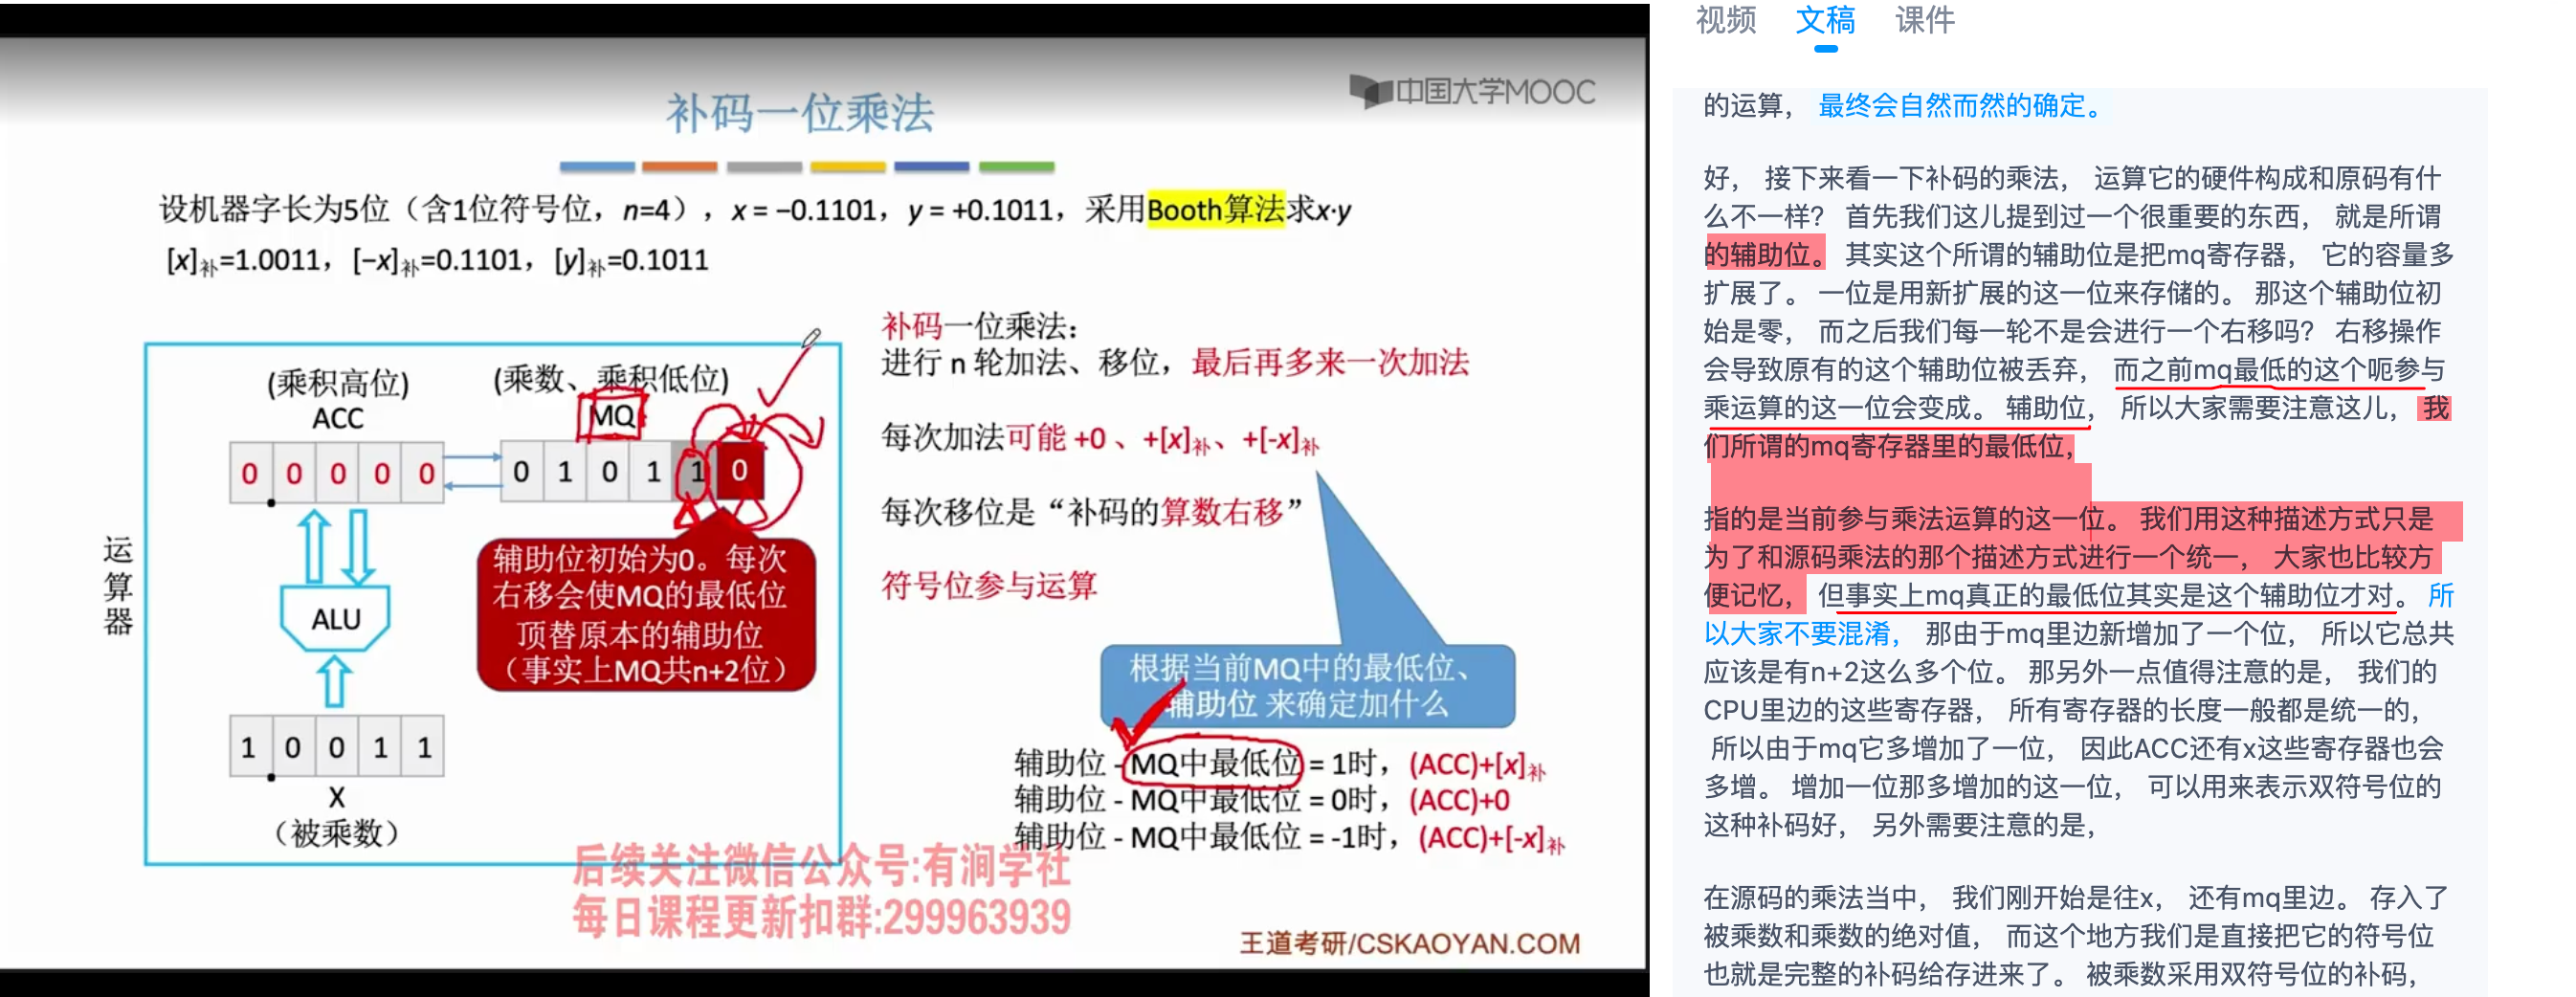 中国大学MOOC
补码一位乘法
设机器字长为5位（含1位符号位，n=4），x = −0.1101，y = +0.1011，采用Booth算法求x·y
[x]补=1.0011，[−x]补=0.1101，[y]补=0.1011
运算器
(乘积高位)
ACC
(乘数、乘积低位)
MQ
0 0 0 0 0
0 1 0 1 1 0
ALU
辅助位初始为0。每次
右移会使MQ的最低位
顶替原本的辅助位
（事实上MQ共n+2位）
1 0 0 1 1
X
（被乘数）
补码一位乘法：
进行 n 轮加法、移位，最后再多来一次加法
每次加法可能 +0 、+[x]补、+[-x]补
每次移位是“补码的算数右移”
符号位参与运算
根据当前MQ中的最低位、
辅助位 来确定加什么
辅助位 - MQ中最低位 = 1时，(ACC)+[x]补
辅助位 - MQ中最低位 = 0时，(ACC)+0
辅助位 - MQ中最低位 = -1时，(ACC)+[-x]补
后续关注微信公众号:有涧学社
每日课程更新扣群:299963939
王道考研/CSKAOYAN.COM
视频 文稿 课件
的运算， 最终会自然而然的确定。
好， 接下来看一下补码的乘法， 运算它的硬件构成和原码有什
么不一样？ 首先我们这儿提到过一个很重要的东西， 就是所谓
的辅助位。 其实这个所谓的辅助位是把mq寄存器， 它的容量多
扩展了。 一位是用新扩展的这一位来存储的。 那这个辅助位初
始是零， 而之后我们每一轮不是会进行一个右移吗？ 右移操作
会导致原有的这个辅助位被丢弃， 而之前mq最低的这个呃参与
乘运算的这一位会变成。 辅助位， 所以大家需要注意这儿， 我
们所谓的mq寄存器里的最低位，
指的是当前参与乘法运算的这一位。 我们用这种描述方式只是
为了和源码乘法的那个描述方式进行一个统一， 大家也比较方
便记忆， 但事实上mq真正的最低位其实是这个辅助位才对。 所
以大家不要混淆， 那由于mq里边新增加了一个位， 所以它总共
应该是有n+2这么多个位。 那另外一点值得注意的是， 我们的
CPU里边的这些寄存器， 所有寄存器的长度一般都是统一的，
所以由于mq它多增加了一位， 因此ACC还有x这些寄存器也会
多增。 增加一位那多增加的这一位， 可以用来表示双符号位的
这种补码好， 另外需要注意的是，
在源码的乘法当中， 我们刚开始是往x， 还有mq里边。 存入了
被乘数和乘数的绝对值， 而这个地方我们是直接把它的符号位
也就是完整的补码给存进来了。 被乘数采用双符号位的补码，